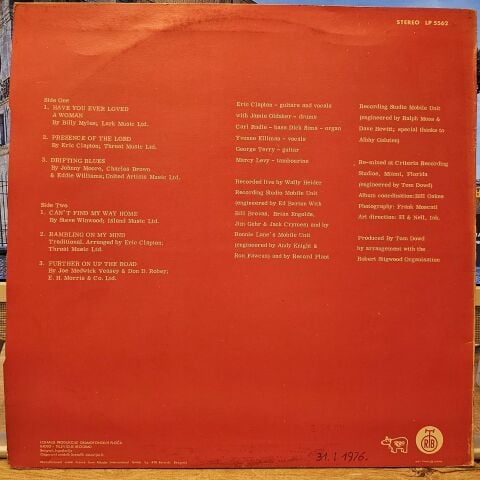 STEREO LP 5562
Side One
1. HAVE YOU EVER LOVED
A WOMAN
By Billy Myles; Lark Music Ltd.
2. PRESENCE OF THE LORD
By Eric Clapton; Throat Music Ltd.
3. DRIFTING BLUES
By Johnny Moore, Charles Brown
& Eddie Williams; United Artists Music Ltd.
Side Two
1. CAN'T FIND MY WAY HOME
By Steve Winwood; Island Music Ltd.
2. RAMBLING ON MY MIND
Traditional. Arranged by Eric Clapton;
Throat Music Ltd.
3. FURTHER ON UP THE ROAD
By Joe Medwick Veasey & Don D. Robey;
E. H. Morris & Co. Ltd.
Eric Clapton - guitars and vocals
with Jamie Oldaker - drums
Carl Radle - bass Dick Sims - organ
Yvonne Elliman - vocals
George Terry - guitar
Marcy Levy - tambourine
Recorded live by Wally Heider
Recording Studio Mobile Unit
(engineered by Ed Barton With
Bill Broms, Brian
Jim Gehr & Jack Crymes) and by
Ronnie Lane's Mobile Unit
(engineered by Andy Knight &
Ron Fawcus) and by Record Plant
Recording Studio Mobile Unit
(engineered by Ralph Moss &
Dave Hewitt; special thanks to
Albhy Galuten)
Re-mixed at Criteria Recording
Studios, Miami, Florida
(engineered by Tom Dowd)
Album coordination: Bill Oakes
Photography: Frank Moscati
Art direction: El & Nell, Ink.
Produced by Tom Dowd
by arrangement with the
Robert Stigwood Organisation
31. I 1976.
RTB